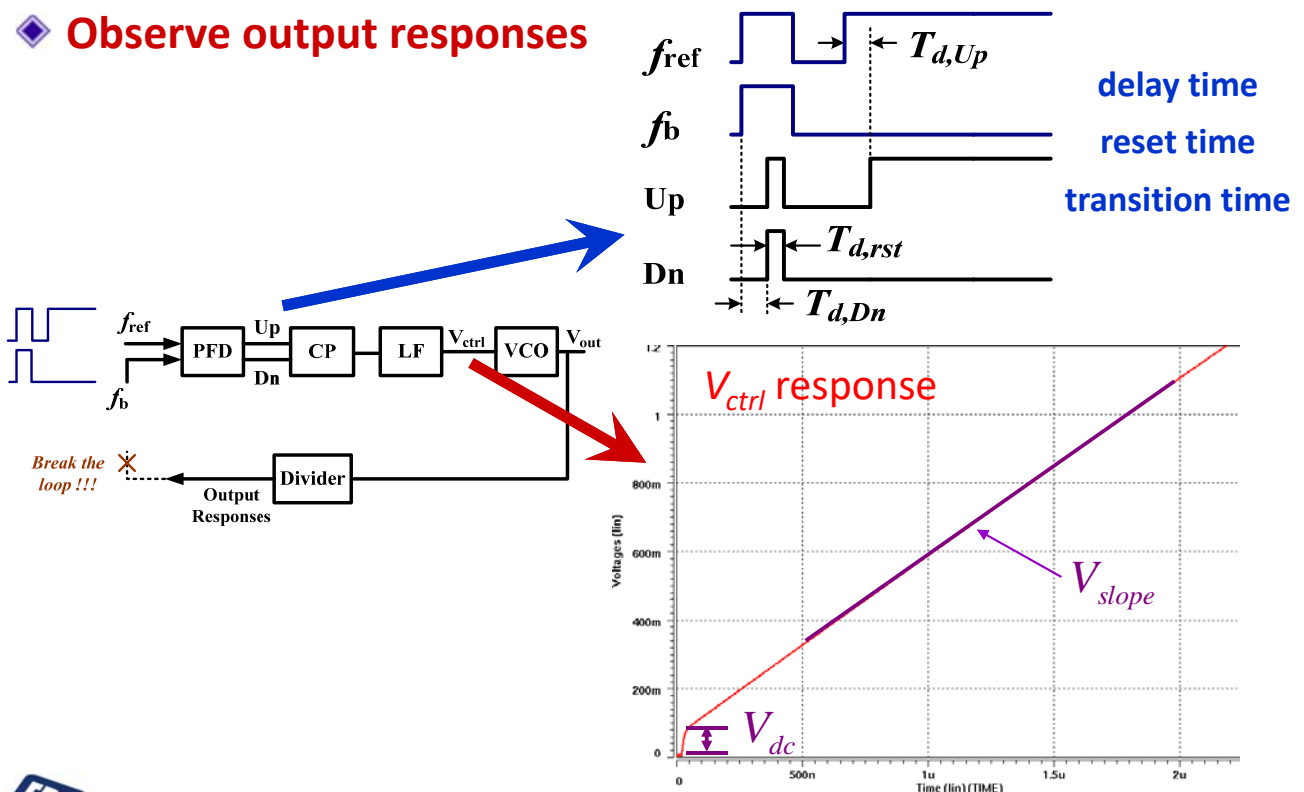 Observe output responses
fref
fb
Up
Dn
Td,Up
Td,rst
Td,Dn
delay time
reset time
transition time
fref
fb
PFD
Up
Dn
CP
LF
Vctrl
VCO
Vout
Break the
loop !!!
Output
Responses
Divider
Vctrl response
Voltages (lin)
1.2
1
800m
600m
400m
200m
0
Vslope
Vdc
0
500n
1u
1.5u
2u
Time (lin) (TIME)